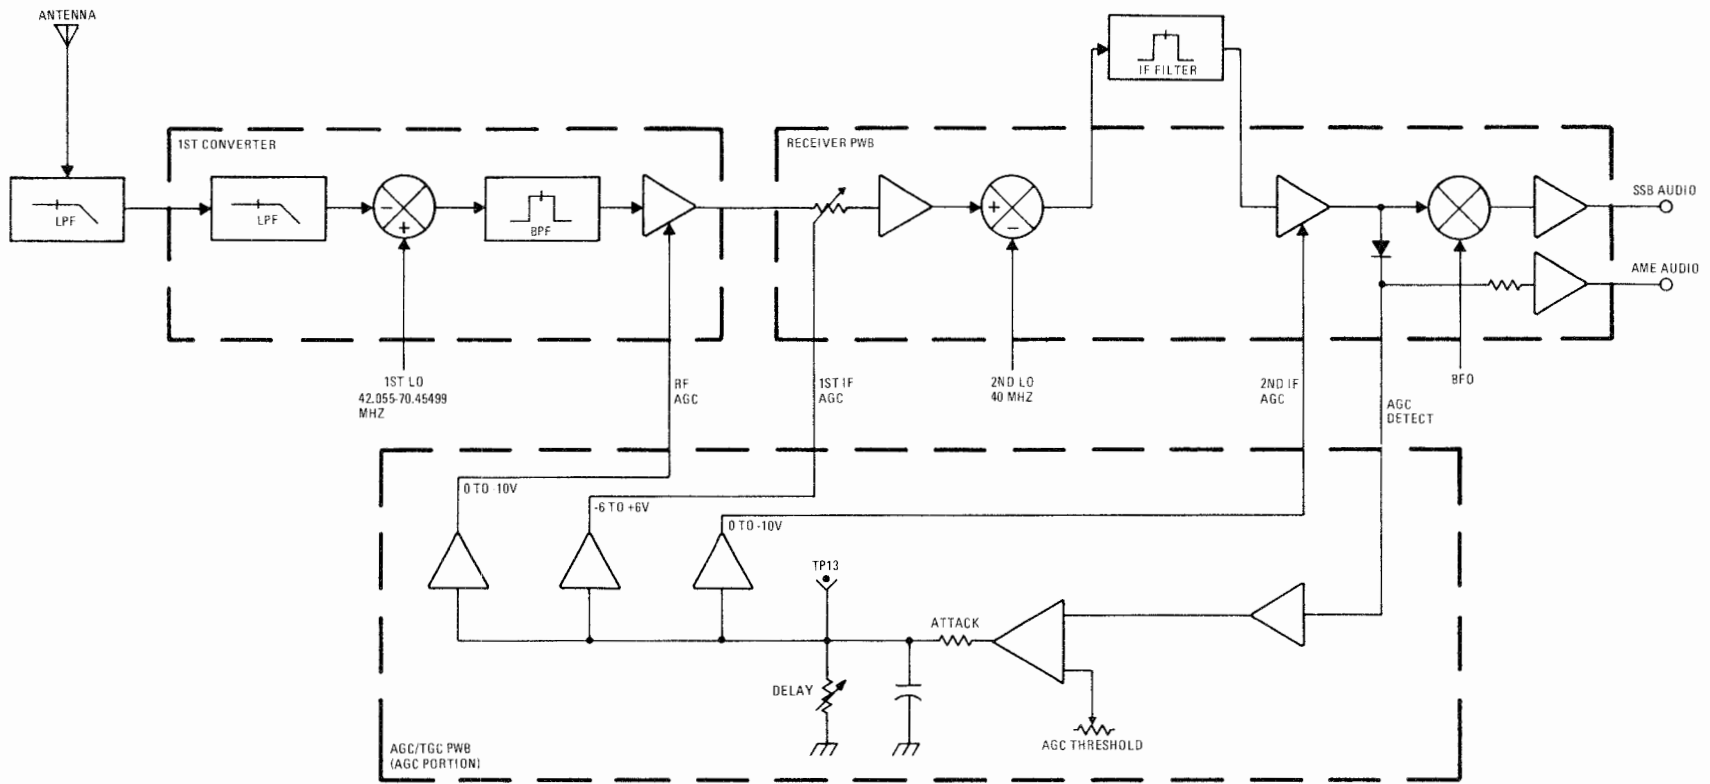 ANTENNA
IF FILTER
1ST CONVERTER
RECEIVER PWB
LPF
LPF
-
+
BPF
+
-
SSB AUDIO
AME AUDIO
1ST LO
42.055-70.45499
MHZ
RF
AGC
1ST IF
AGC
2ND LO
40 MHZ
2ND IF
AGC
AGC
DETECT
BFO
0 TO -10V
-6 TO +6V
0 TO -10V
TP13
ATTACK
DELAY
AGC THRESHOLD
AGC/TGC PWB
(AGC PORTION)